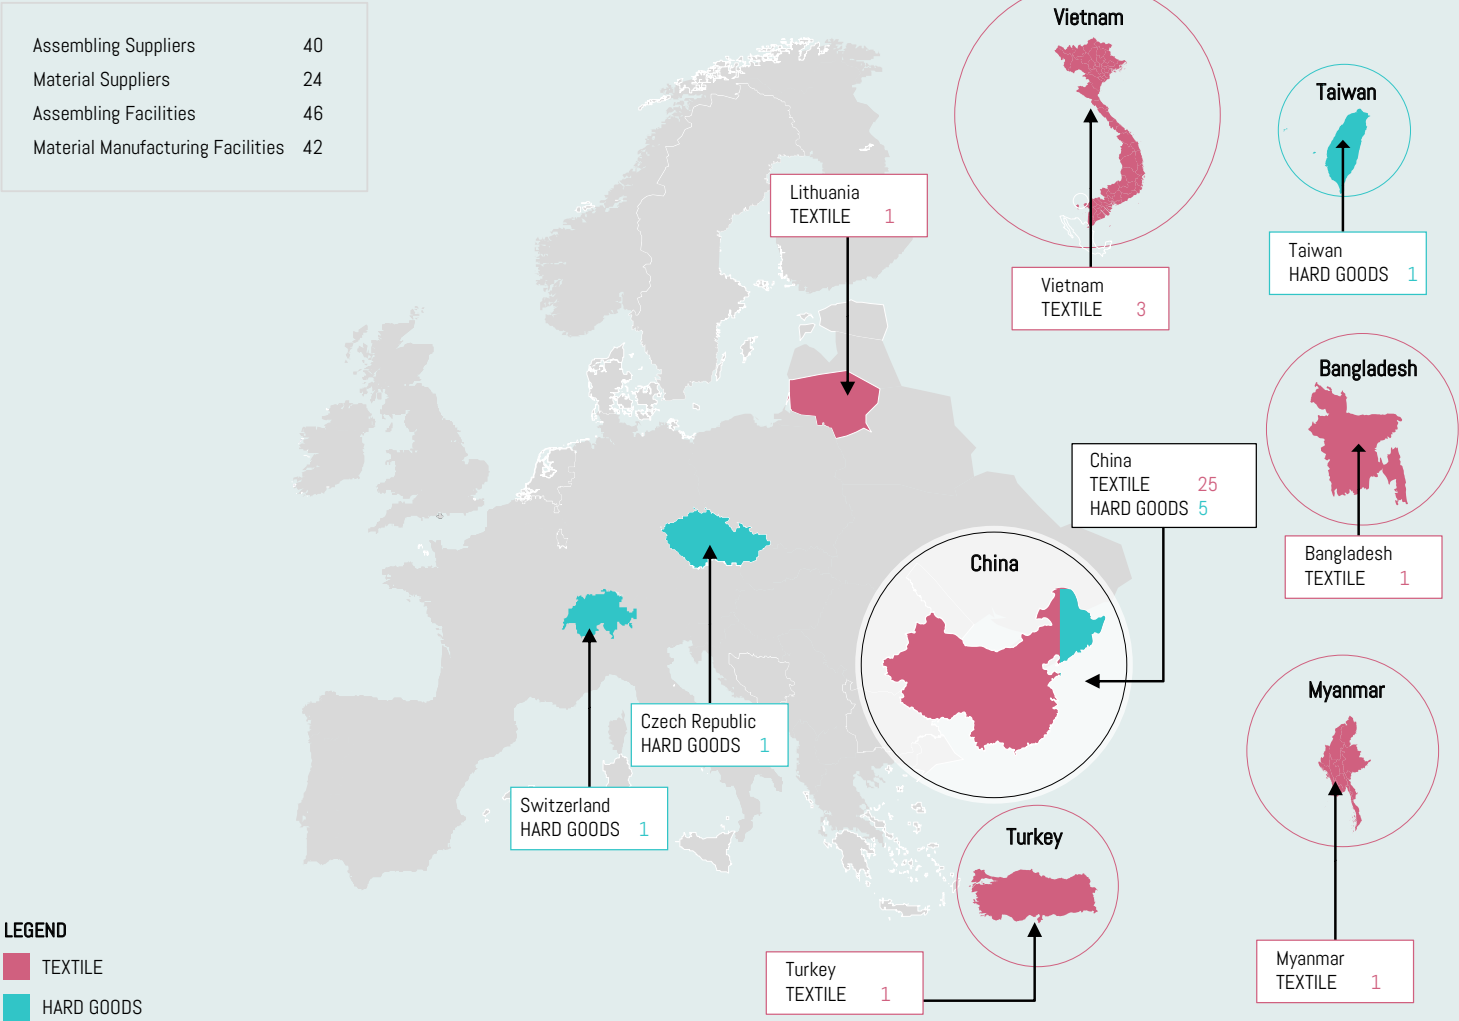 Assembling Suppliers 40
Material Suppliers 24
Assembling Facilities 46
Material Manufacturing Facilities 42
Vietnam
Taiwan
Lithuania
TEXTILE 1
Taiwan
HARD GOODS 1
Vietnam
TEXTILE 3
Bangladesh
China
TEXTILE 25
HARD GOODS 5
Bangladesh
TEXTILE 1
China
Myanmar
Czech Republic
HARD GOODS 1
Switzerland
HARD GOODS 1
Turkey
LEGEND
TEXTILE
HARD GOODS
Turkey
TEXTILE 1
Myanmar
TEXTILE 1